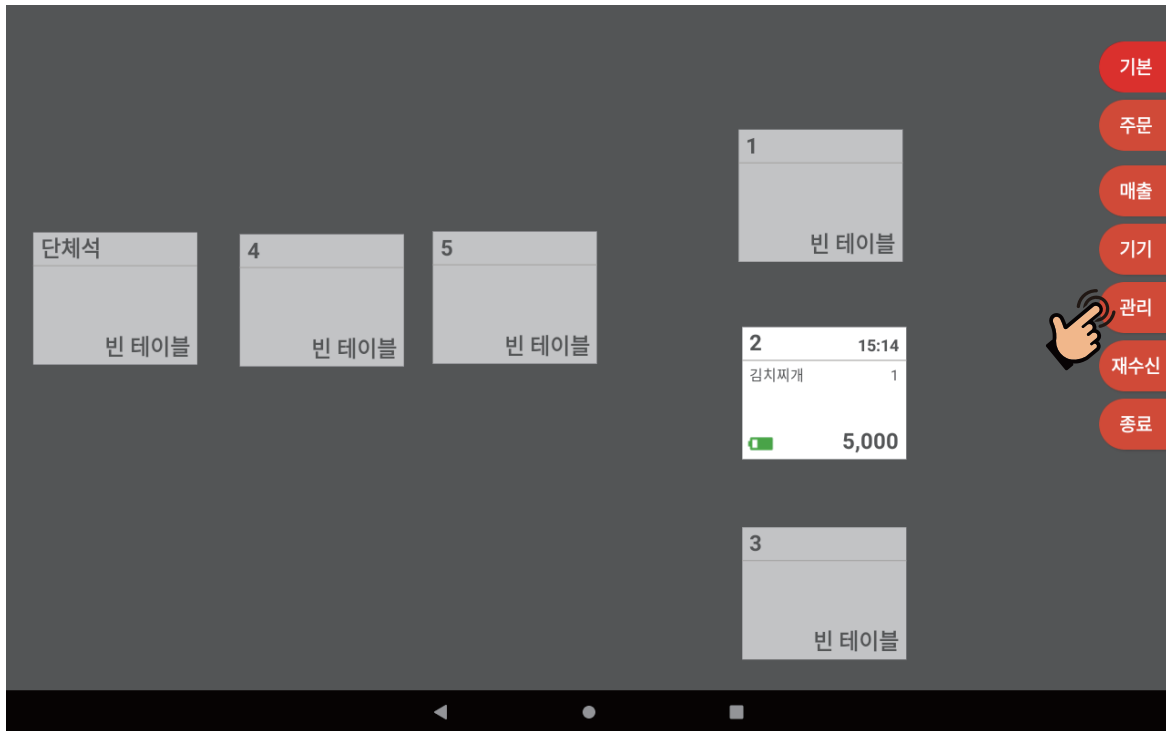 단체석
빈 테이블
4
빈 테이블
5
빈 테이블
1
빈 테이블
2 15:14
김치찌개 1
5,000
3
빈 테이블
기본
주문
매출
기기
관리
재수신
종료